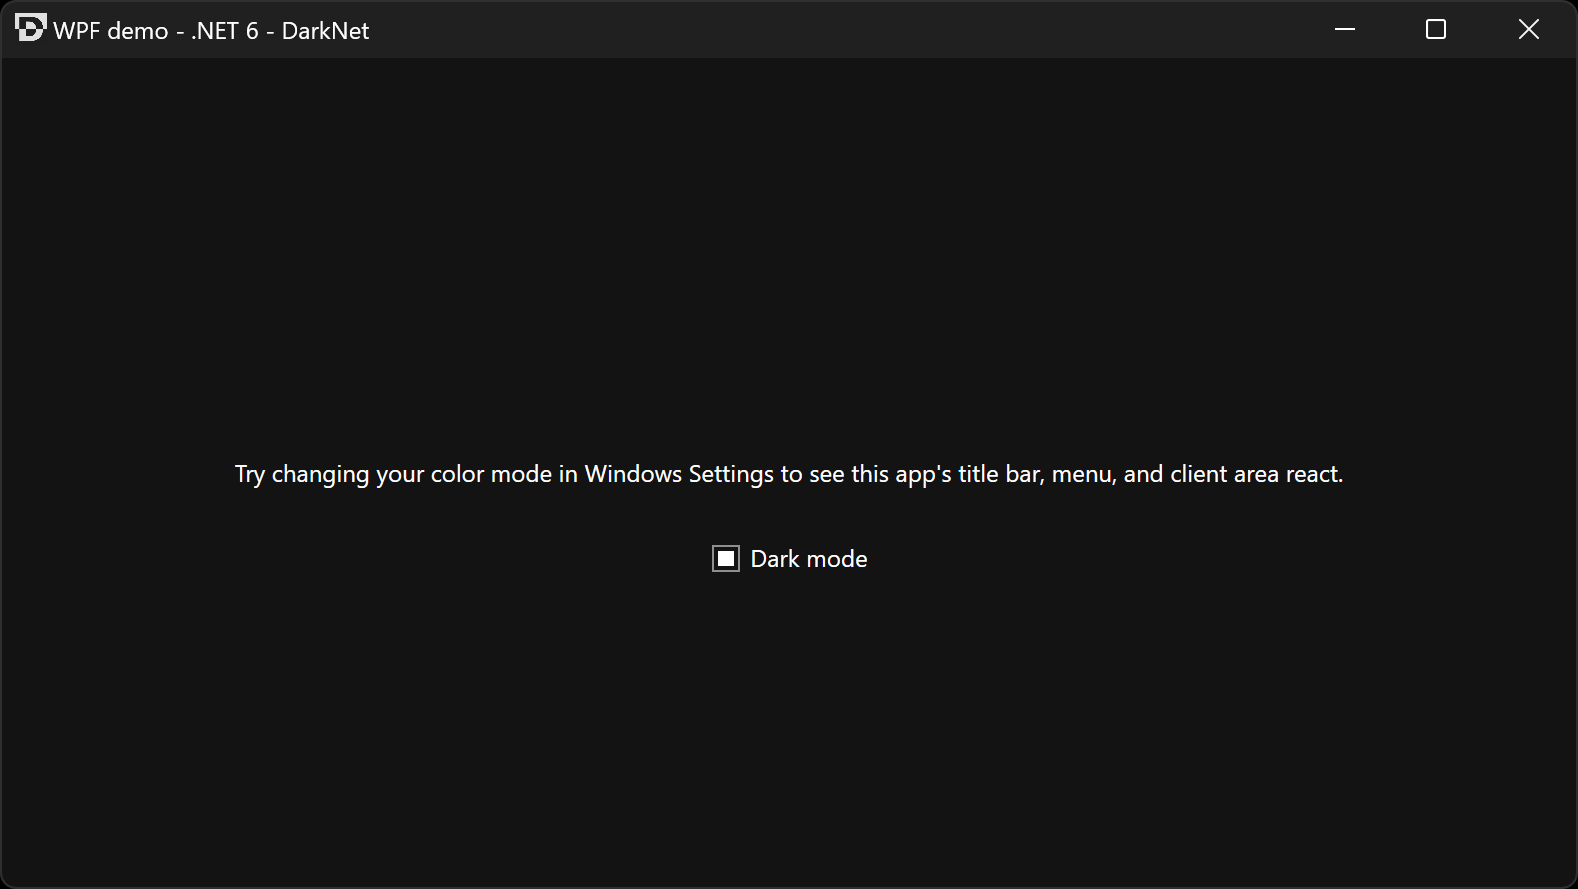 WPF demo - .NET 6 - DarkNet
Try changing your color mode in Windows Settings to see this app's title bar, menu, and client area react.
Dark mode